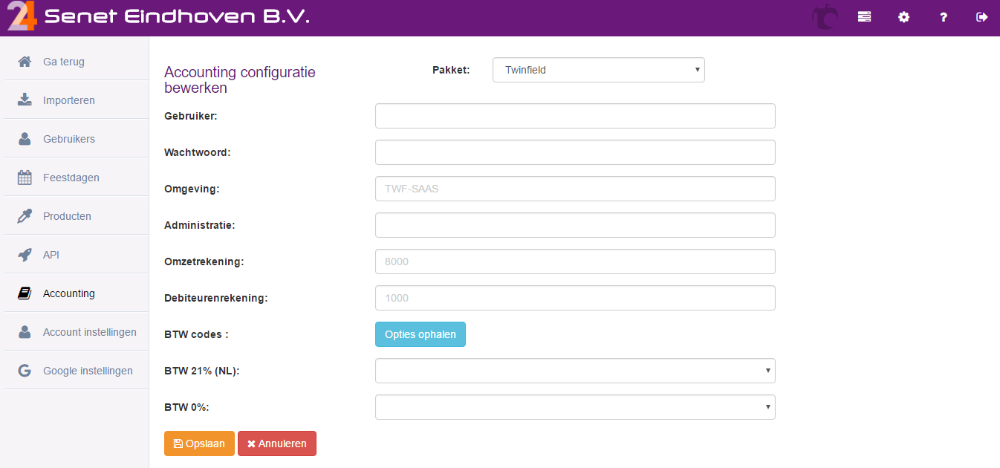 24 Senet Eindhoven B.V.
Ga terug
Importeren
Gebruikers
Feestdagen
Producten
API
Accounting
Account instellingen
Google instellingen
Accounting configuratie
bewerken
Pakket: Twinfield
Gebruiker:
Wachtwoord:
Omgeving: TWF-SAAS
Administratie:
Omzetrekening: 8000
Debiteurenrekening: 1000
BTW codes : Opties ophalen
BTW 21% (NL):
BTW 0%:
Opslaan Annuleren